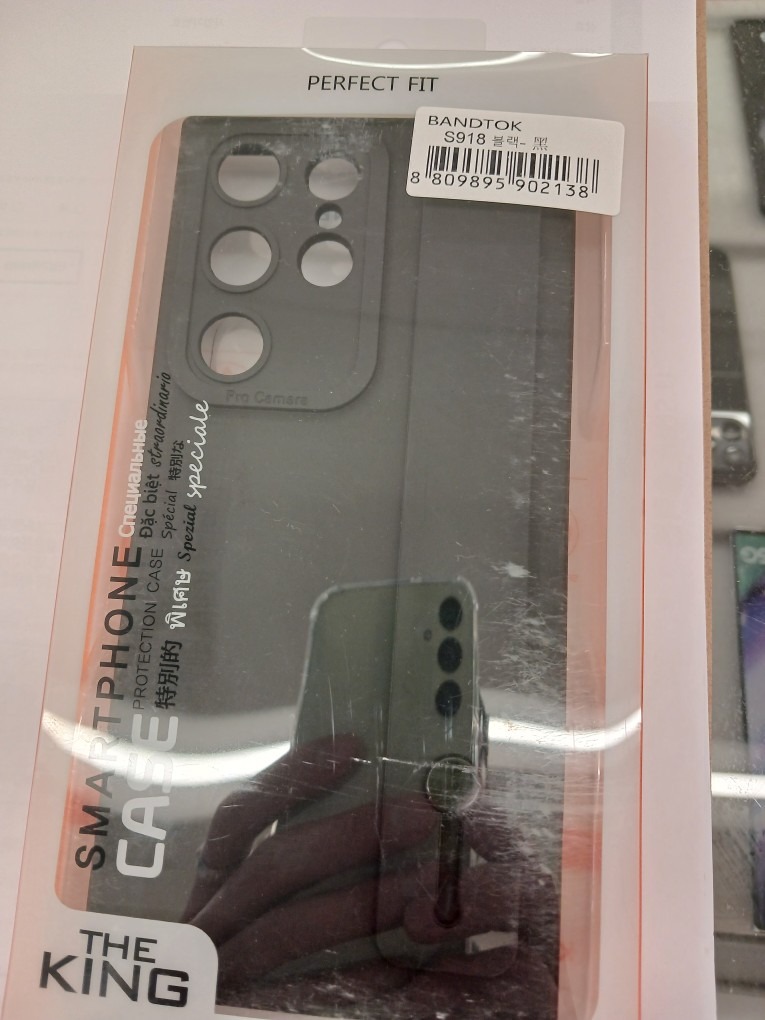 PERFECT FIT
BANDTOK
S918 블랙- 黑
8 809895 902138
Pro Camera
Специальные
Đặc biệt straordinario
SMARTPHONE
PROTECTION CASE Spécial 特別な
CASE
特別的 พิเศษ Spezial speciale
THE
KING